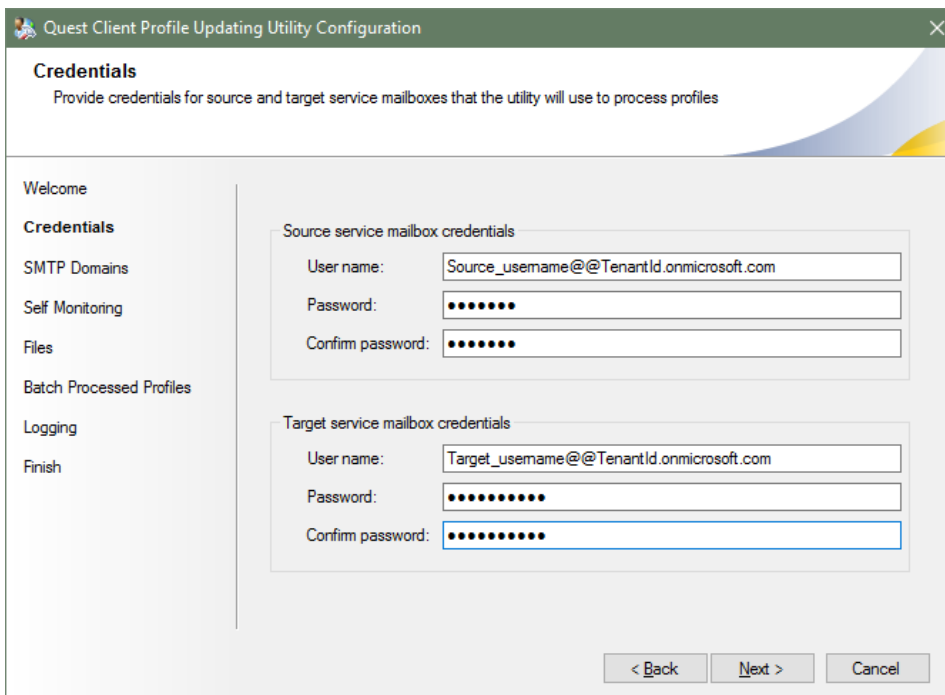 Quest Client Profile Updating Utility Configuration
Credentials
Provide credentials for source and target service mailboxes that the utility will use to process profiles
Welcome
Credentials
SMTP Domains
Self Monitoring
Files
Batch Processed Profiles
Logging
Finish
Source service mailbox credentials
User name: Source_username@@TenantId.onmicrosoft.com
Password: ●●●●●●●
Confirm password: ●●●●●●●
Target service mailbox credentials
User name: Target_username@@TenantId.onmicrosoft.com
Password: ●●●●●●●●●●
Confirm password: ●●●●●●●●●●
< Back Next > Cancel